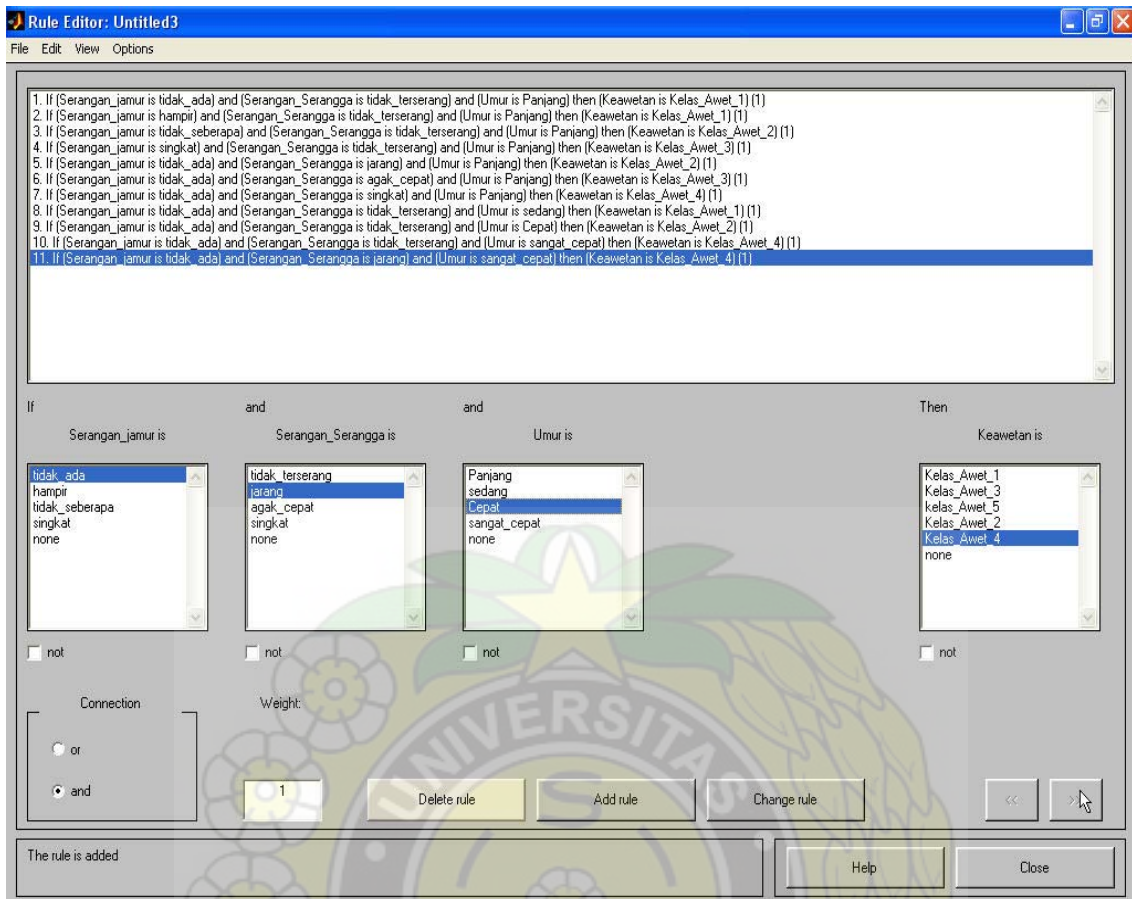 Rule Editor: Untitled3
File Edit View Options
1. If (Serangan_jamur is tidak_ada) and (Serangan_Serangga is tidak_terserang) and (Umur is Panjang) then (Keawetan is Kelas_Awet_1) (1)
2. If (Serangan_jamur is hampir) and (Serangan_Serangga is tidak_terserang) and (Umur is Panjang) then (Keawetan is Kelas_Awet_1) (1)
3. If (Serangan_jamur is tidak_seberapa) and (Serangan_Serangga is tidak_terserang) and (Umur is Panjang) then (Keawetan is Kelas_Awet_2) (1)
4. If (Serangan_jamur is singkat) and (Serangan_Serangga is tidak_terserang) and (Umur is Panjang) then (Keawetan is Kelas_Awet_3) (1)
5. If (Serangan_jamur is tidak_ada) and (Serangan_Serangga is jarang) and (Umur is Panjang) then (Keawetan is Kelas_Awet_2) (1)
6. If (Serangan_jamur is tidak_ada) and (Serangan_Serangga is agak_cepat) and (Umur is Panjang) then (Keawetan is Kelas_Awet_3) (1)
7. If (Serangan_jamur is tidak_ada) and (Serangan_Serangga is singkat) and (Umur is Panjang) then (Keawetan is Kelas_Awet_4) (1)
8. If (Serangan_jamur is tidak_ada) and (Serangan_Serangga is tidak_terserang) and (Umur is sedang) then (Keawetan is Kelas_Awet_1) (1)
9. If (Serangan_jamur is tidak_ada) and (Serangan_Serangga is tidak_terserang) and (Umur is Cepat) then (Keawetan is Kelas_Awet_2) (1)
10. If (Serangan_jamur is tidak_ada) and (Serangan_Serangga is tidak_terserang) and (Umur is sangat_cepat) then (Keawetan is Kelas_Awet_4) (1)
11. If (Serangan_jamur is tidak_ada) and (Serangan_Serangga is jarang) and (Umur is sangat_cepat) then (Keawetan is Kelas_Awet_4) (1)
If and and Then
Serangan_jamur is Serangan_Serangga is Umur is Keawetan is
tidak_ada tidak_terserang Panjang Kelas_Awet_1
hampir jarang sedang Kelas_Awet_3
tidak_seberapa agak_cepat Cepat kelas_Awet_5
singkat singkat sangat_cepat Kelas_Awet_2
none none none Kelas_Awet_4
none
not not not not
Connection Weight:
or
and 1 Delete rule Add rule Change rule << >>
The rule is added Help Close
UNIVERSITAS